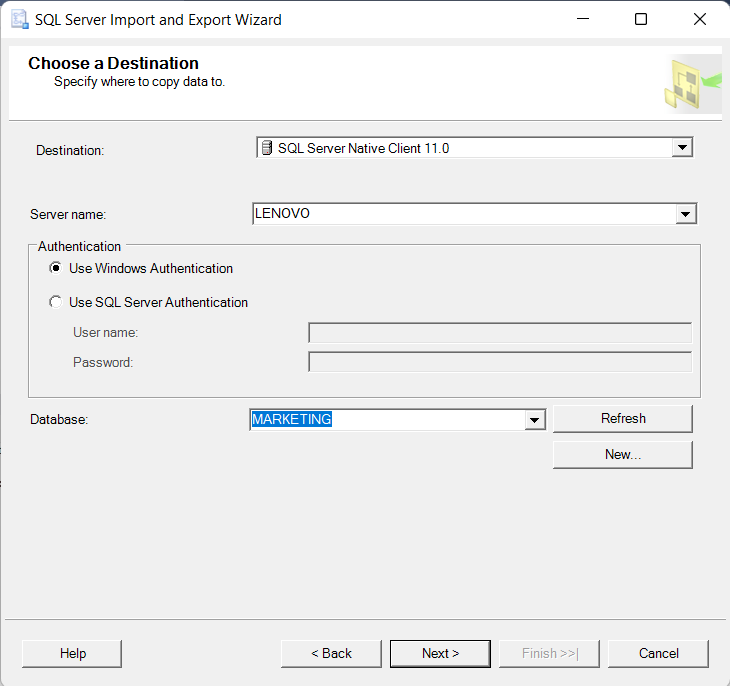 SQL Server Import and Export Wizard
Choose a Destination
Specify where to copy data to.
Destination: SQL Server Native Client 11.0
Server name: LENOVO
Authentication
Use Windows Authentication
Use SQL Server Authentication
User name:
Password:
Database: MARKETING Refresh
New...
Help < Back Next > Finish >>| Cancel